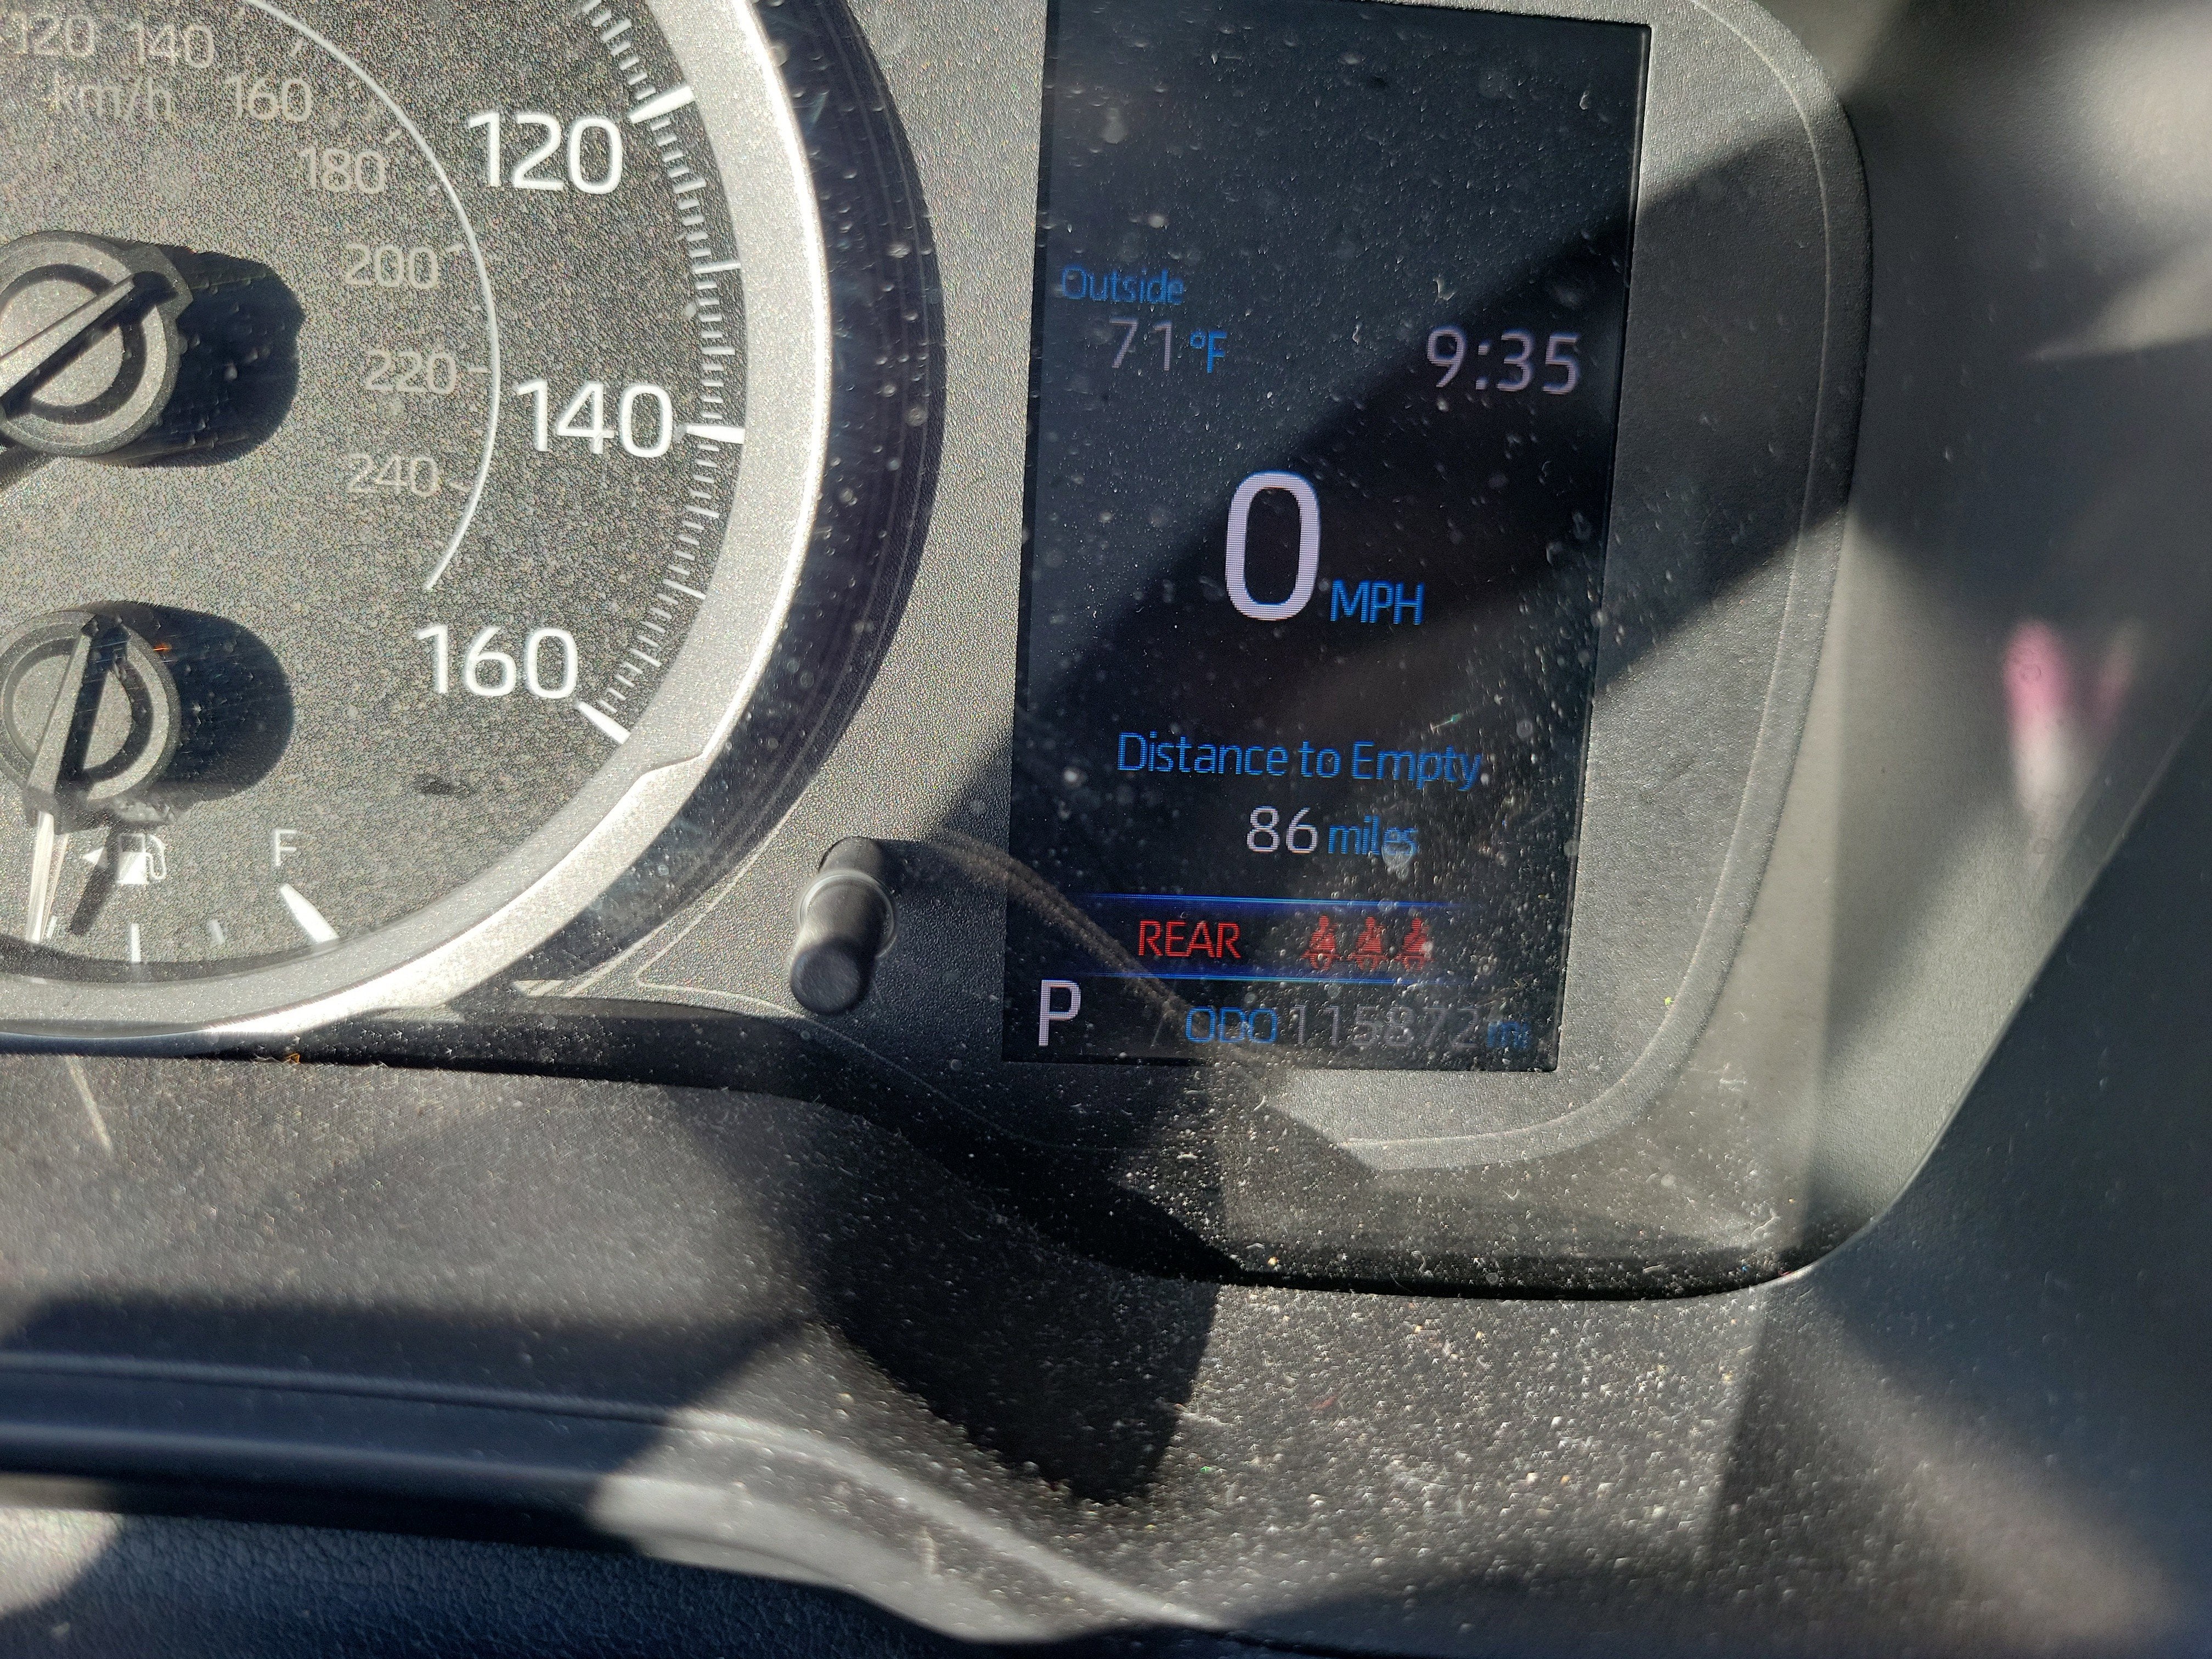 120 140
km/h 160
180
200
220
240
120
140
160
F
Outside
71 °F
9:35
0 MPH
Distance to Empty
86 miles
REAR
P
ODO 115872 mi